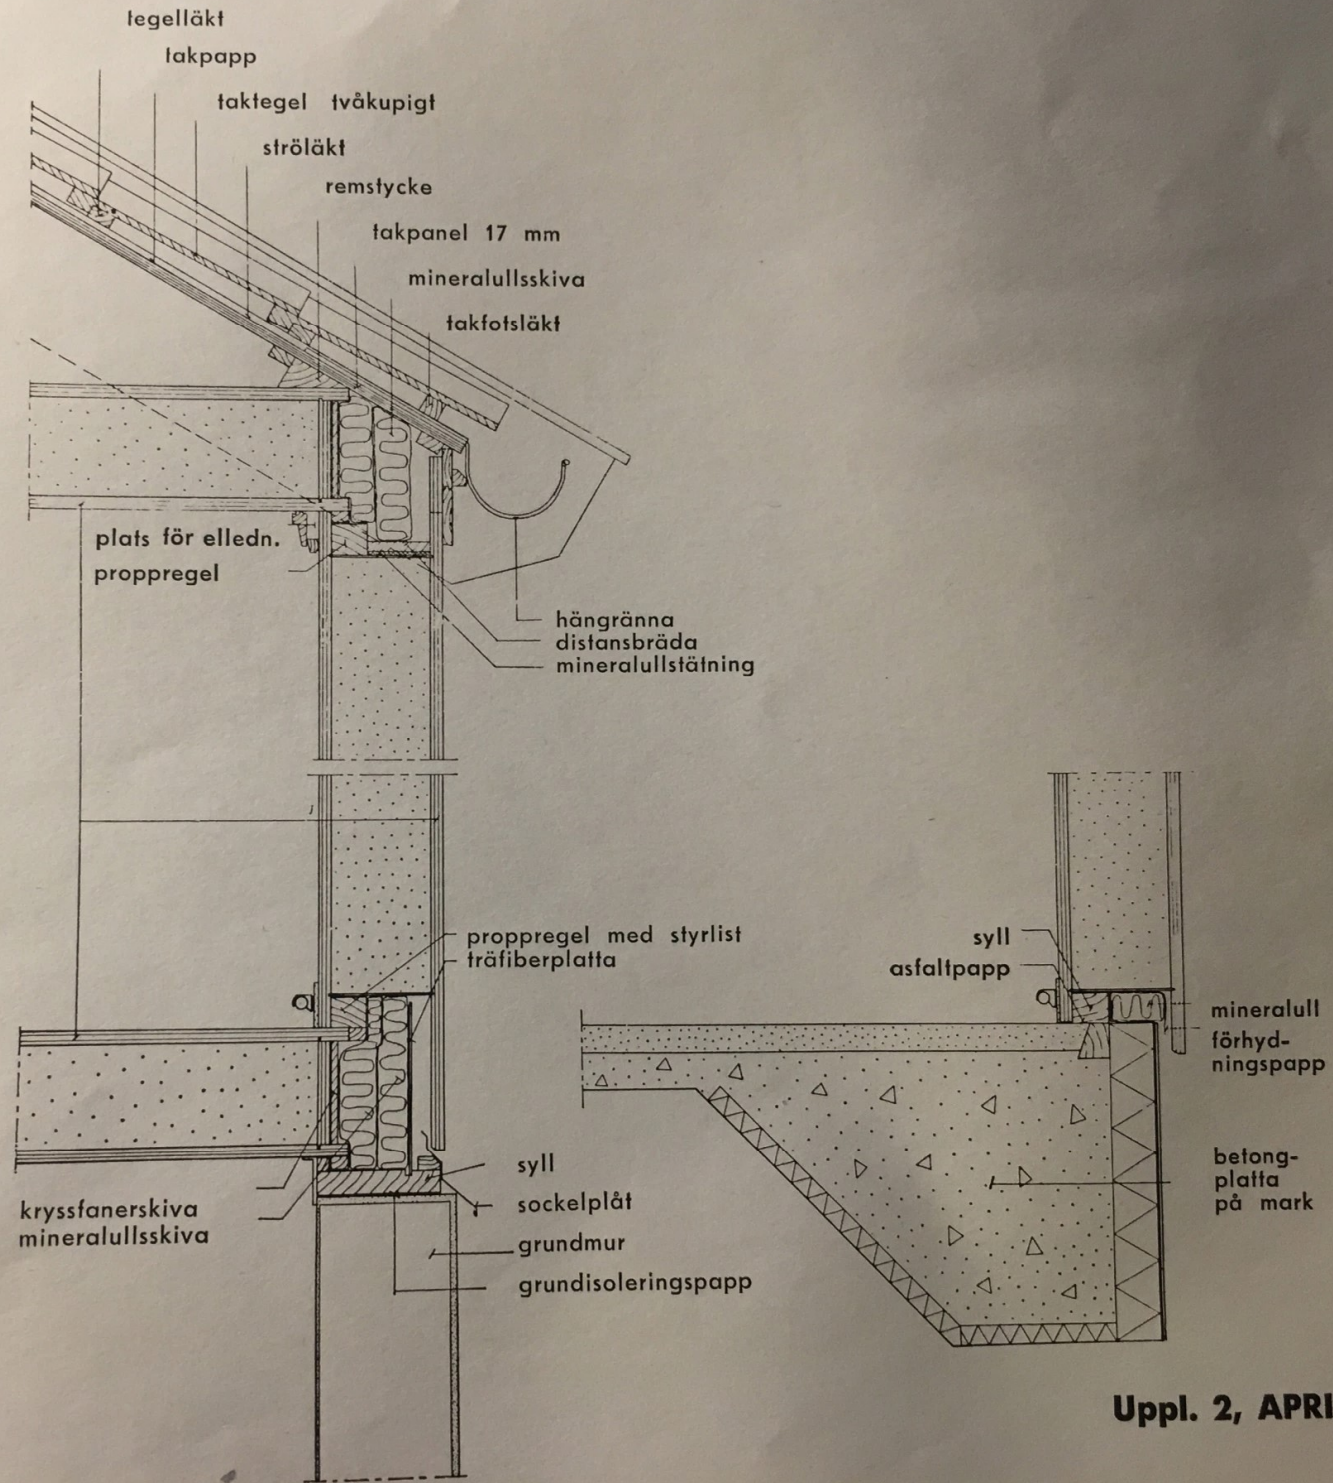 tegelläkt
takpapp
taktegel tvåkupigt
ströläkt
remstycke
takpanel 17 mm
mineralullsskiva
takfotsläkt
plats för elledn.
proppregel
hängränna
distansbräda
mineralullstätning
proppregel med styrlist
träfiberplatta
syll
asfaltpapp
mineralull
förhyd-
ningspapp
betong-
platta
på mark
kryssfanerskiva
mineralullsskiva
syll
sockelplåt
grundmur
grundisoleringspapp
Uppl. 2, APRI